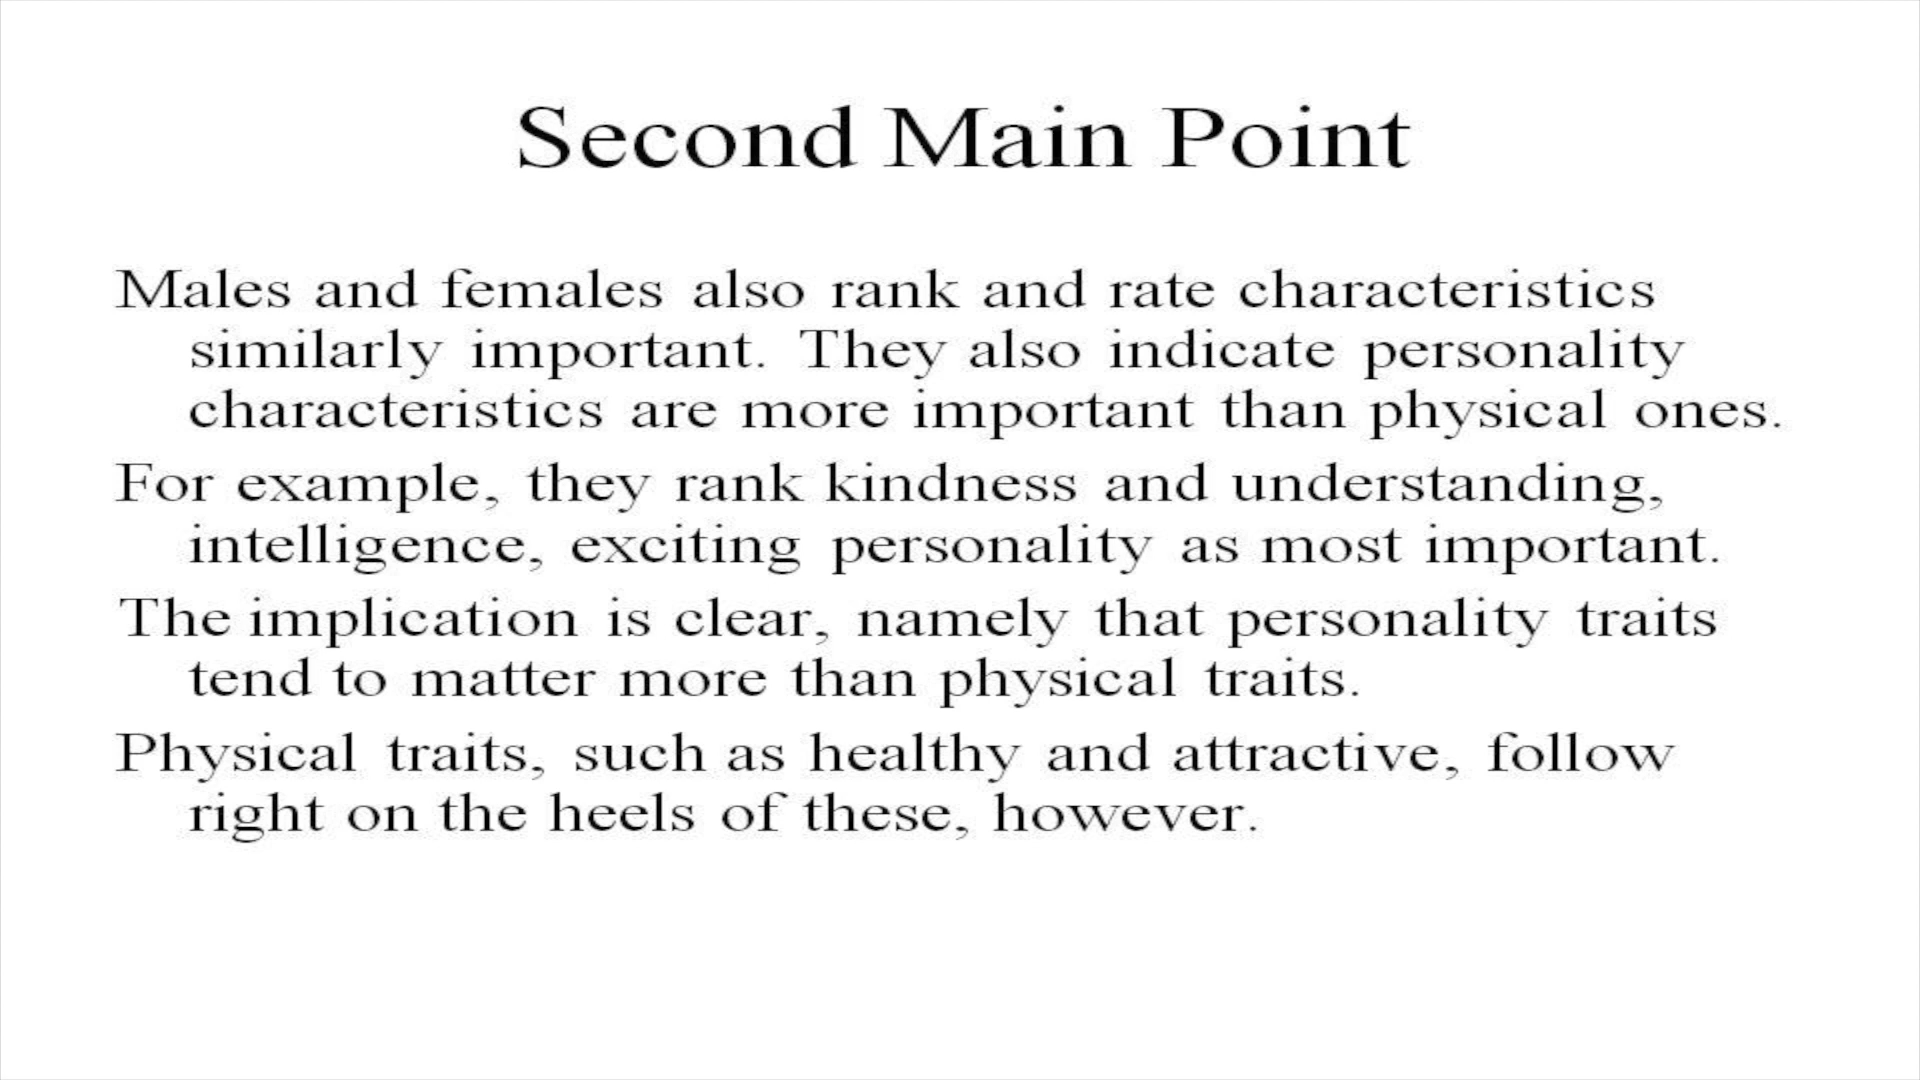 Second Main Point
Males and females also rank and rate characteristics
similarly important. They also indicate personality
characteristics are more important than physical ones.
For example, they rank kindness and understanding,
intelligence, exciting personality as most important.
The implication is clear, namely that personality traits
tend to matter more than physical traits.
Physical traits, such as healthy and attractive, follow
right on the heels of these, however.